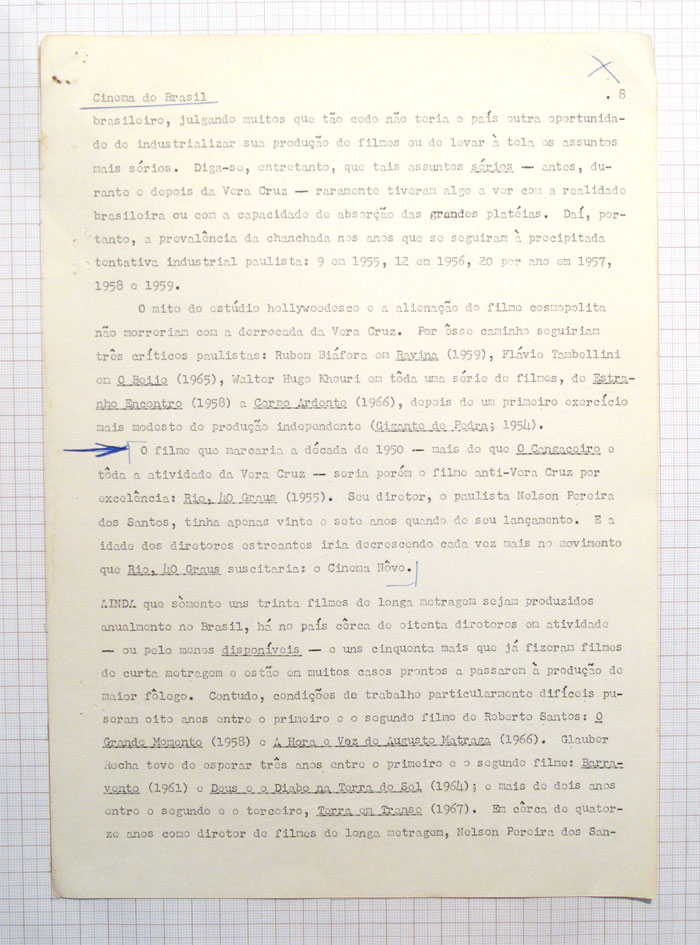 Cinema do Brasil . 8
brasileiro, julgando muitos que tão cedo não teria o país outra oportunida-
de de industrializar sua produção de filmes ou de levar à tela os assuntos
mais sérios. Diga-se, entretanto, que tais assuntos sérios — antes, du-
rante e depois da Vera Cruz — raramente tiveram algo a ver com a realidade
brasileira ou com a capacidade de absorção das grandes platéias. Daí, por-
tanto, a prevalência da chanchada nos anos que se seguiram à precipitada
tentativa industrial paulista: 9 em 1955, 12 em 1956, 20 por ano em 1957,
1958 e 1959.
O mito do estúdio hollywoodesco e a alienação do filme cosmopolita
não morreriam com a derrocada da Vera Cruz. Por êsse caminho seguiriam
três críticos paulistas: Rubem Biáfora em Ravina (1959), Flávio Tambellini
em O Beijo (1965), Walter Hugo Khouri em tôda uma série de filmes, de Estra-
nho Encontro (1958) a Corpo Ardente (1966), depois de um primeiro exercício
mais modesto de produção independente (Gigante de Pedra; 1954).
O filme que marcaria a década de 1950 — mais do que O Cangaceiro e
tôda a atividade da Vera Cruz — seria porém o filme anti-Vera Cruz por
excelência: Rio, 40 Graus (1955). Seu diretor, o paulista Nelson Pereira
dos Santos, tinha apenas vinte e sete anos quando de seu lançamento. E a
idade dos diretores estreantes iria decrescendo cada vez mais no movimento
que Rio, 40 Graus suscitaria: o Cinema Nôvo.
AINDA que sòmente uns trinta filmes de longa metragem sejam produzidos
anualmente no Brasil, há no país cêrca de oitenta diretores em atividade
— ou pelo menos disponíveis — e uns cinquenta mais que já fizeram filmes
de curta metragem e estão em muitos casos prontos a passarem à produção de
maior fôlego. Contudo, condições de trabalho particularmente difíceis pu-
seram oito anos entre o primeiro e o segundo filme de Roberto Santos: O
Grande Momento (1958) e A Hora e Vez de Augusto Matraga (1966). Glauber
Rocha teve de esperar três anos entre o primeiro e o segundo filme: Barra-
vento (1961) e Deus e o Diabo na Terra do Sol (1964); e mais de dois anos
entre o segundo e o terceiro, Terra em Transe (1967). Em cêrca de quator-
ze anos como diretor de filmes de longa metragem, Nelson Pereira dos San-